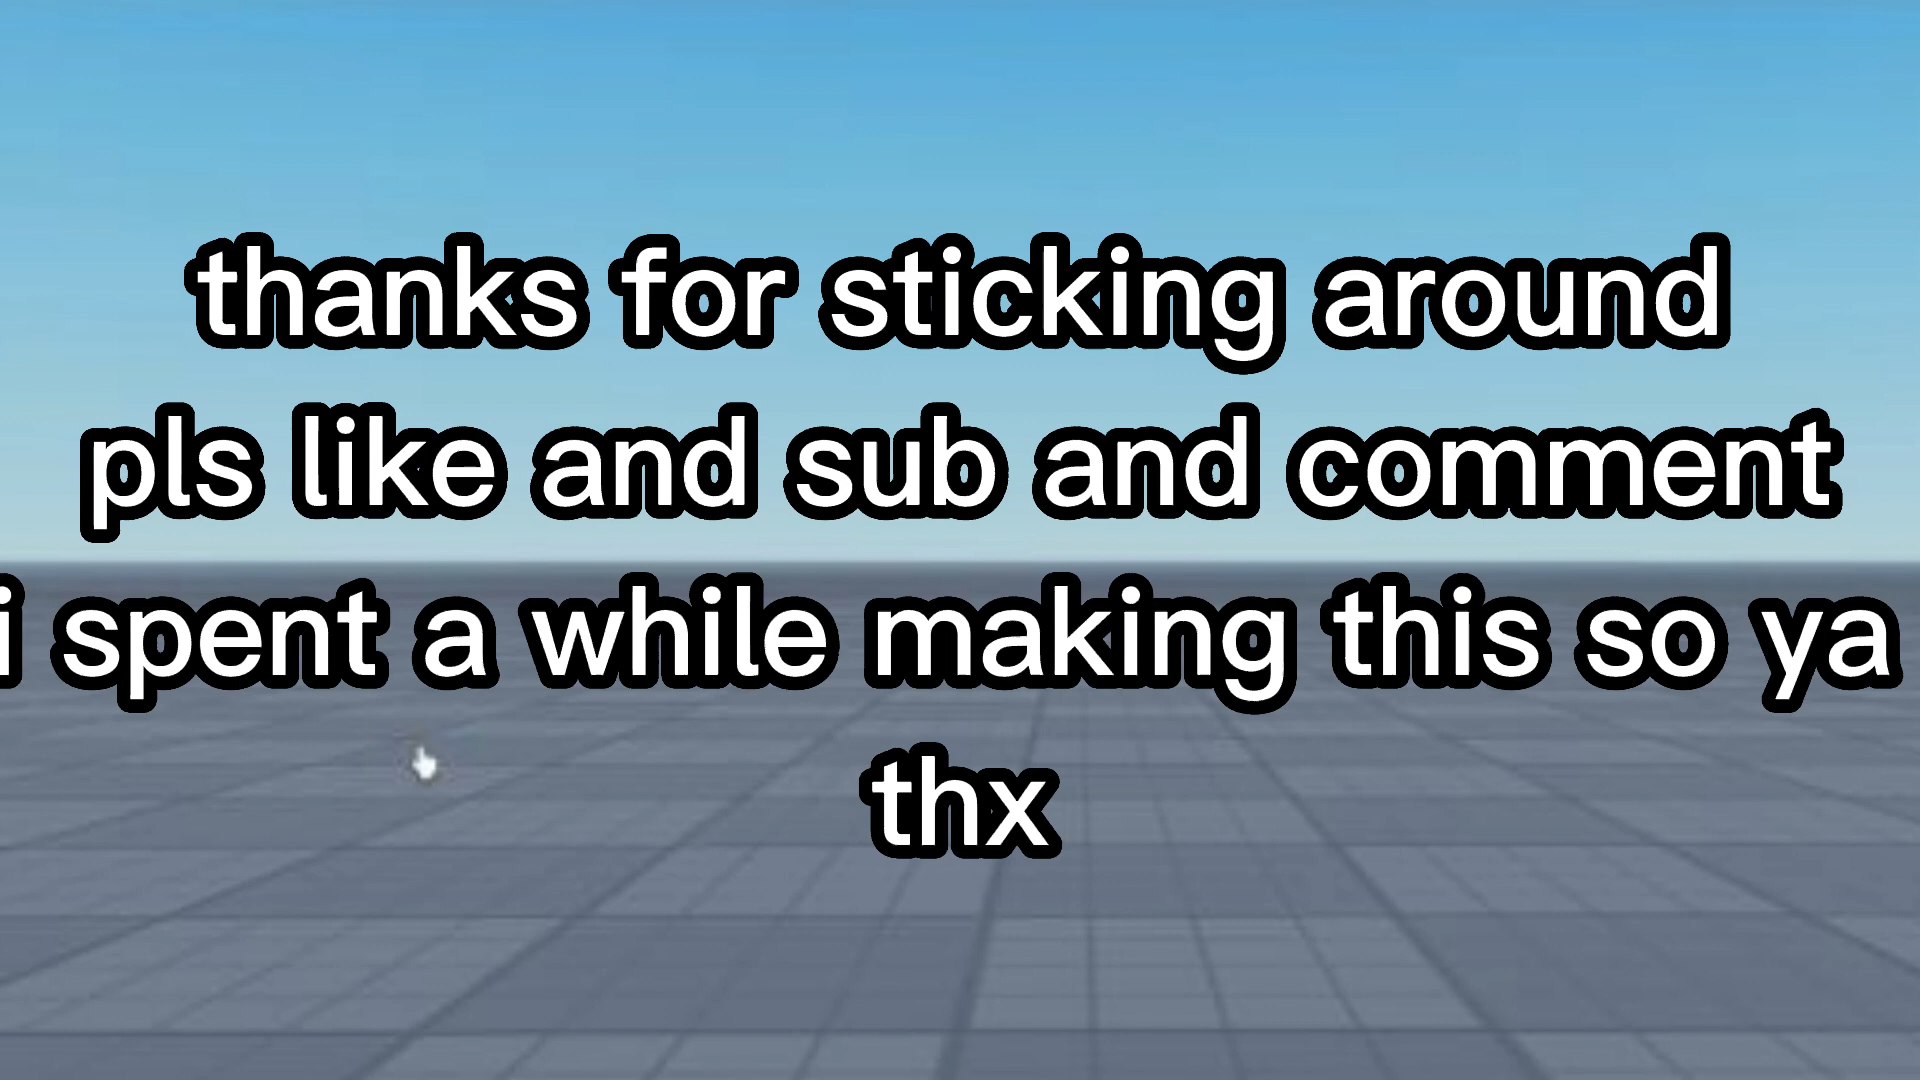 thanks for sticking around
pls like and sub and comment
i spent a while making this so ya
thx